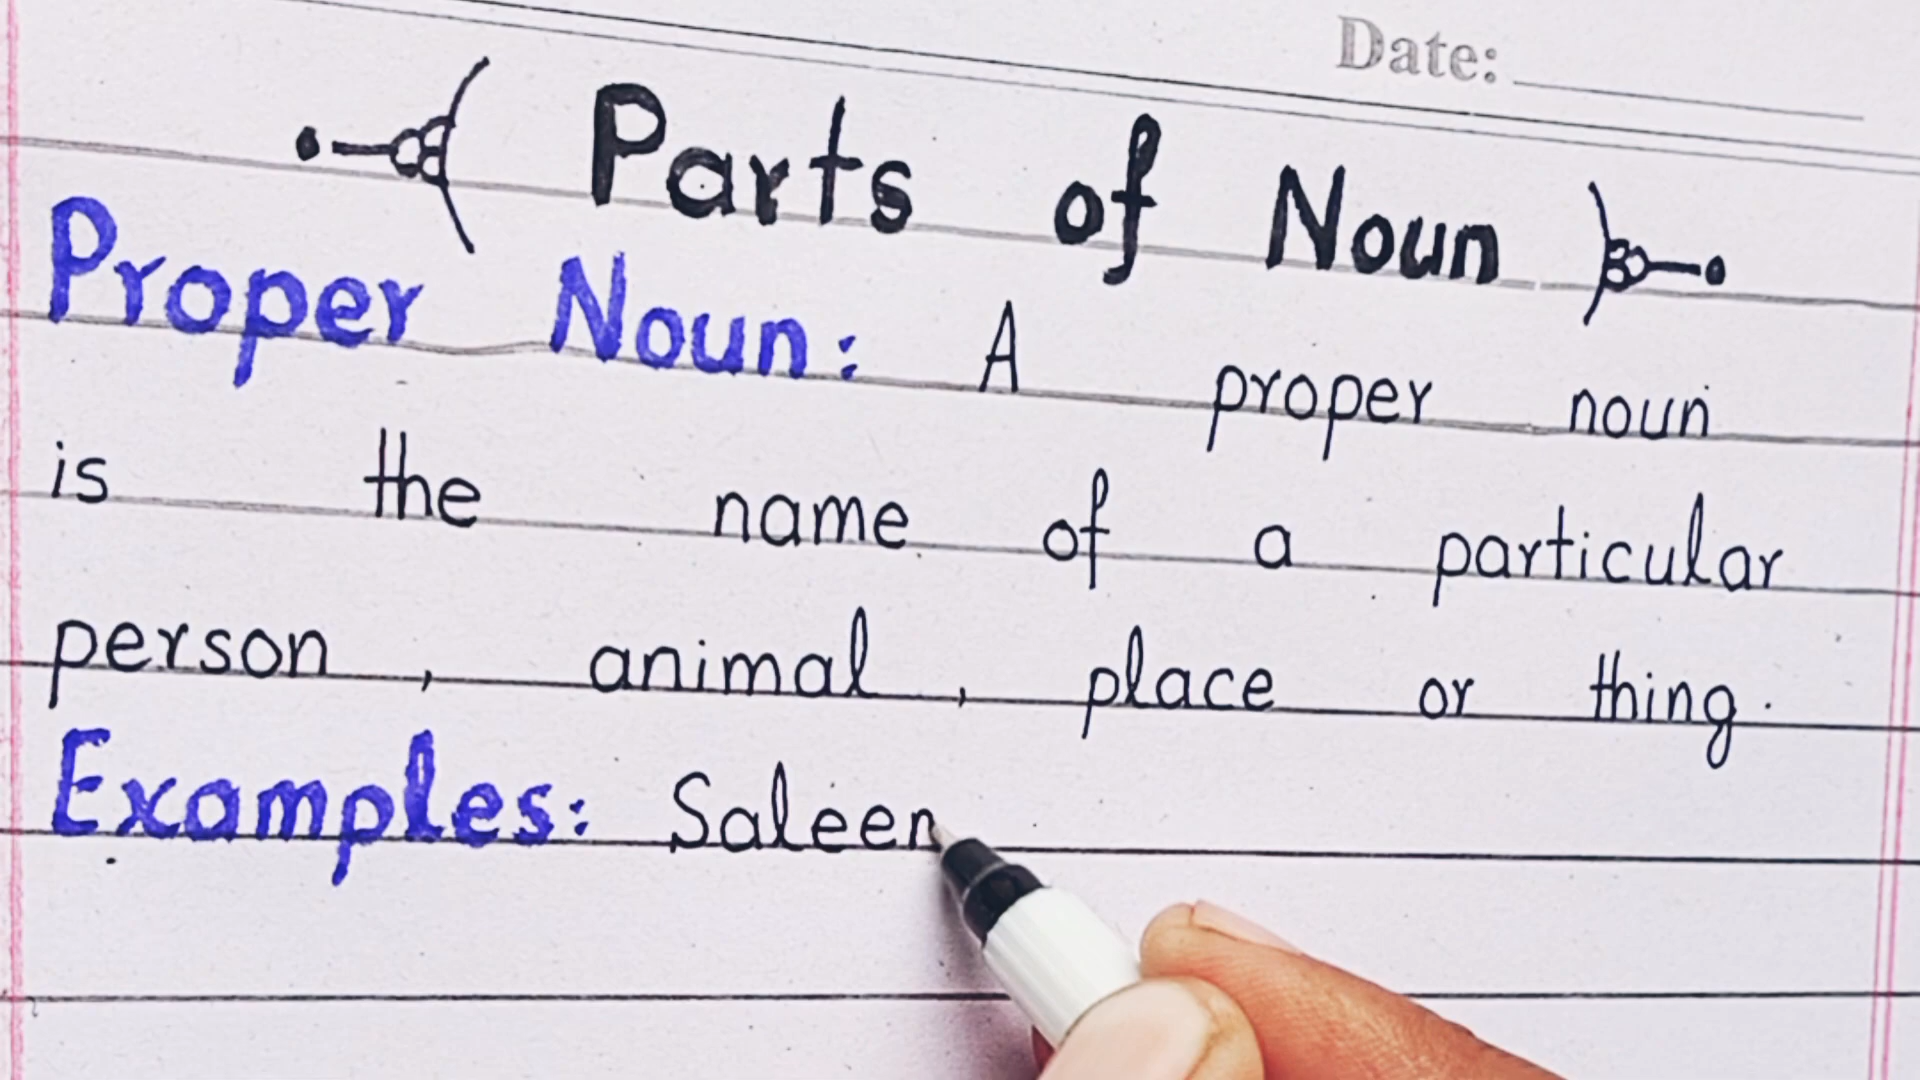 Date:
Parts of Noun
Proper Noun: A proper noun
is the name of a particular
person, animal, place or thing.
Examples: Saleen